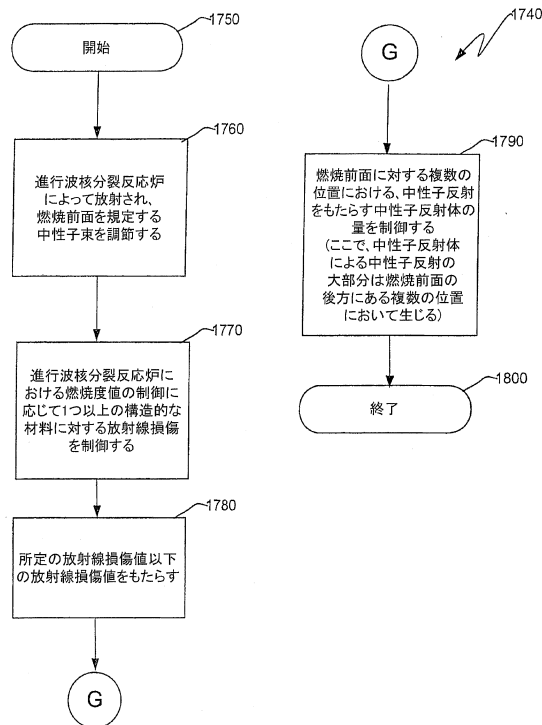 1750
開始
1760
進行波核分裂反応炉
によって放射され、
燃焼前面を規定する
中性子束を調節する
1770
進行波核分裂反応炉に
おける燃焼度値の制御に
応じて1つ以上の構造的な
材料に対する放射線損傷
を制御する
1780
所定の放射線損傷値以下
の放射線損傷値をもたらす
G
1740
G
1790
燃焼前面に対する複数の
位置における、中性子反射
をもたらす中性子反射体の
量を制御する
(ここで、中性子反射体
による中性子反射の
大部分は燃焼前面の
後方にある複数の位置
において生じる)
1800
終了